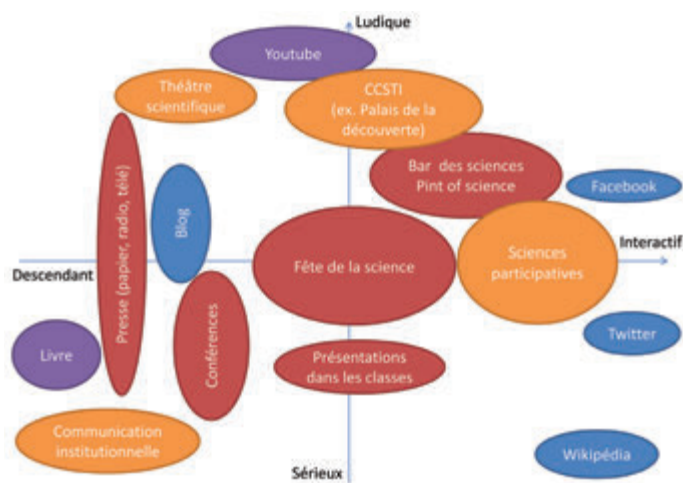 Ludique
Youtube
Théâtre
scientifique
CCSTI
(ex. Palais de la
découverte)
Bar des sciences
Pint of science
Facebook
Presse (papier, radio, télé)
Blog
Interactif
Descendant
Fête de la science
Sciences
participatives
Conférences
Twitter
Livre
Présentations
dans les classes
Communication
institutionnelle
Wikipédia
Sérieux